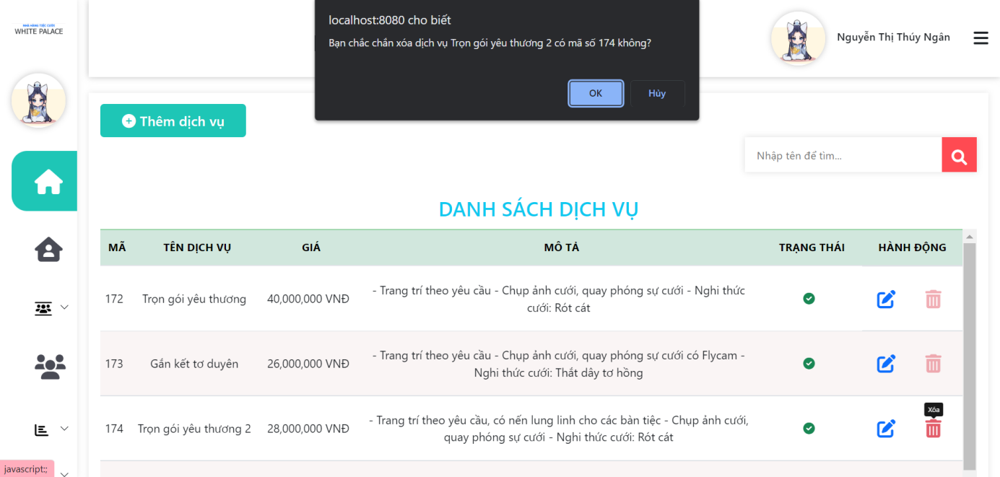 NHÀ HÀNG TIỆC CƯỚI
WHITE PALACE
localhost:8080 cho biết
Bạn chắc chắn xóa dịch vụ Trọn gói yêu thương 2 có mã số 174 không?
OK
Hủy
Nguyễn Thị Thúy Ngân
Thêm dịch vụ
Nhập tên để tìm...
DANH SÁCH DỊCH VỤ
MÃ TÊN DỊCH VỤ GIÁ MÔ TẢ TRẠNG THÁI HÀNH ĐỘNG
172 Trọn gói yêu thương 40,000,000 VNĐ - Trang trí theo yêu cầu - Chụp ảnh cưới, quay phóng sự cưới - Nghi thức
cưới: Rót cát
173 Gắn kết tơ duyên 26,000,000 VNĐ - Trang trí theo yêu cầu - Chụp ảnh cưới, quay phóng sự cưới có Flycam -
Nghi thức cưới: Thắt dây tơ hồng
Xóa
174 Trọn gói yêu thương 2 28,000,000 VNĐ - Trang trí theo yêu cầu, có nến lung linh cho các bàn tiệc - Chụp ảnh cưới,
quay phóng sự cưới - Nghi thức cưới: Rót cát
javascript:;